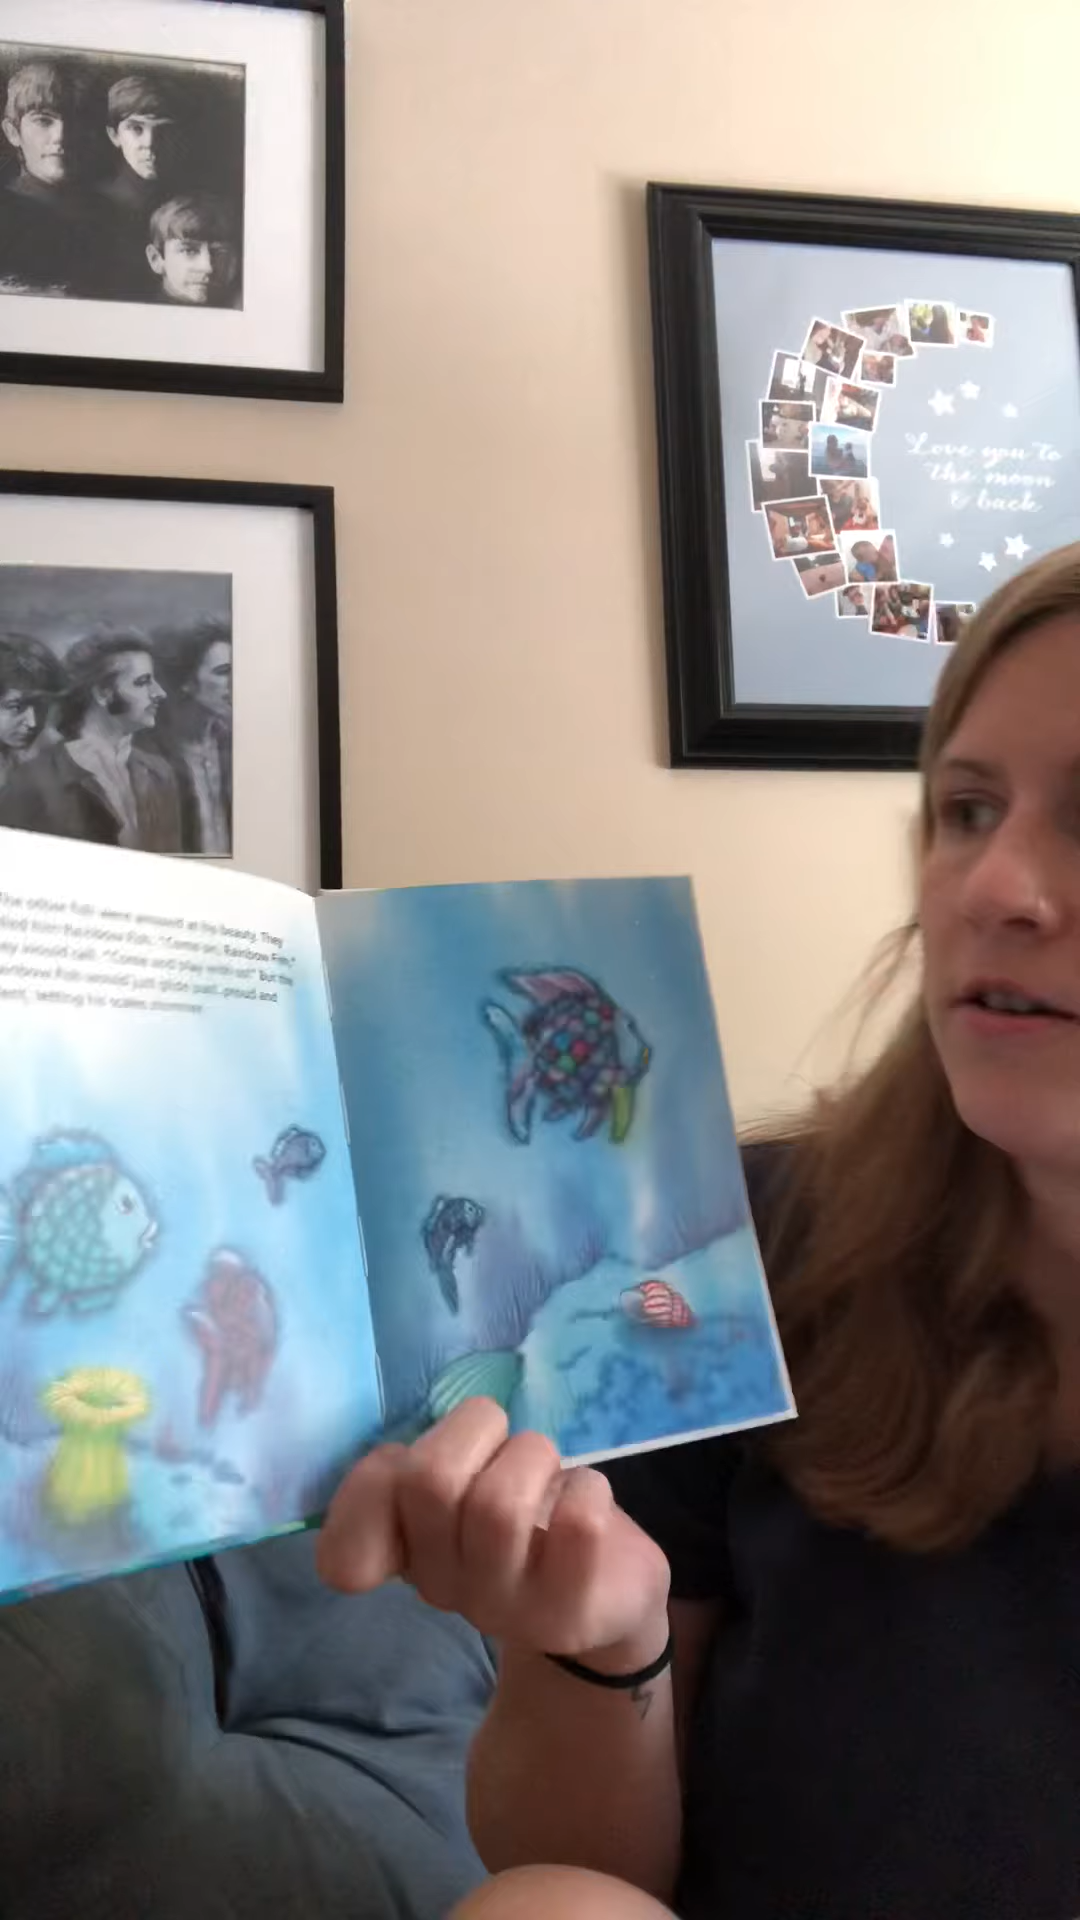 Love you to
the moon
& back
The other fish were amazed at his beauty. They
called him Rainbow Fish. "Come on, Rainbow Fish,"
they would call. "Come and play with us!" But the
Rainbow Fish would just glide past, proud and
silent, letting his scales shimmer.